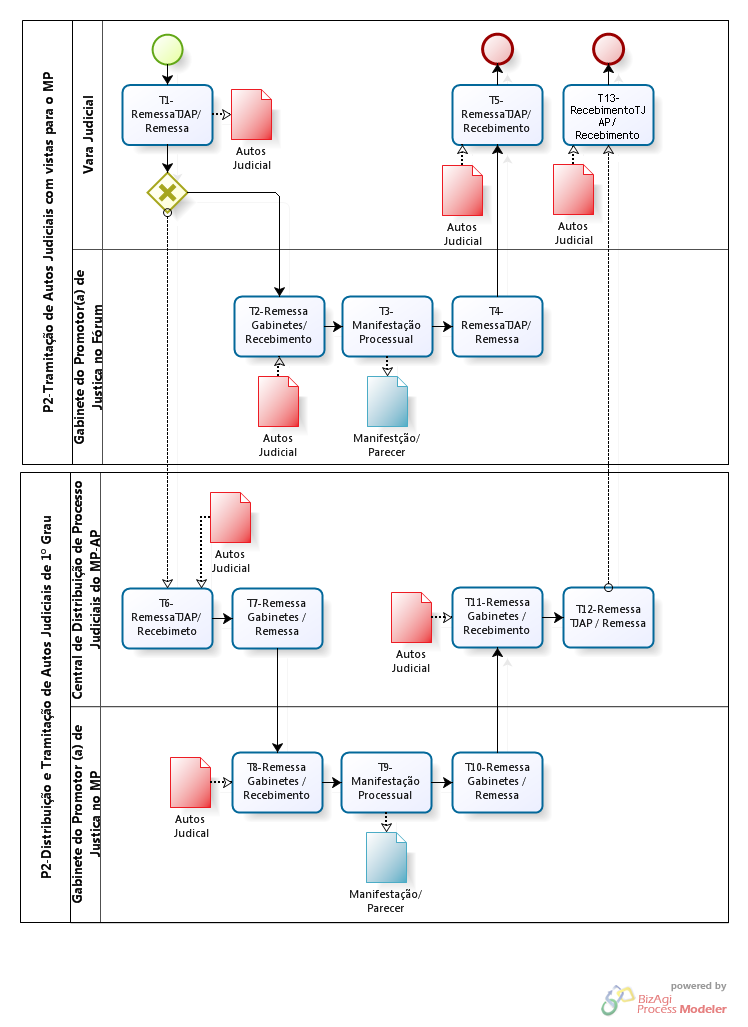 P2-Tramitação de Autos Judiciais com vistas para o MP
Vara Judicial
T1-
RemessaTJAP/
Remessa
Autos
Judicial
T5-
RemessaTJAP/
Recebimento
Autos
Judicial
T13-
RecebimentoTJ
AP /
Recebimento
Autos
Judicial
Gabinete do Promotor(a) de
Justica no Fórum
T2-Remessa
Gabinetes/
Recebimento
Autos
Judicial
T3-
Manifestação
Processual
Manifestção/
Parecer
T4-
RemessaTJAP/
Remessa
P2-Distribuição e Tramitação de Autos Judiciais de 1º Grau
Central de Distribuição de Processo
Judiciais do MP-AP
Autos
Judicial
T6-
RemessaTJAP/
Recebimeto
T7-Remessa
Gabinetes /
Remessa
Autos
Judicial
T11-Remessa
Gabinetes /
Recebimento
T12-Remessa
TJAP / Remessa
Gabinete do Promotor (a) de
Justica no MP
Autos
Judicial
T8-Remessa
Gabinetes /
Recebimento
T9-
Manifestação
Processual
Manifestação/
Parecer
T10-Remessa
Gabinetes /
Remessa
powered by
BizAgi
Process Modeler